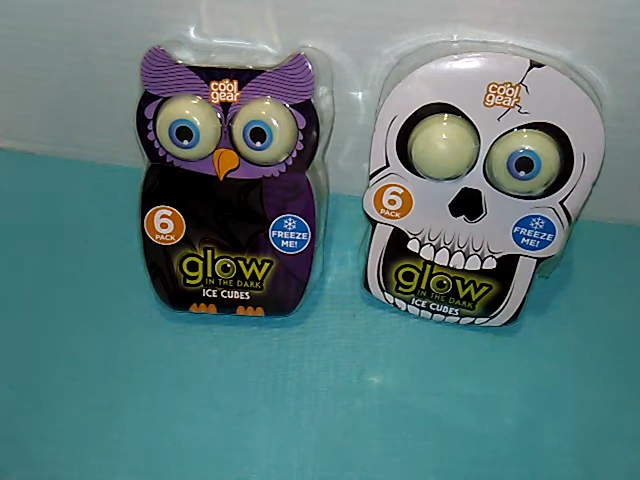 cool
gear
6
PACK
FREEZE
ME!
glow
IN THE DARK
ICE CUBES
cool
gear
6
PACK
FREEZE
ME!
glow
IN THE DARK
ICE CUBES